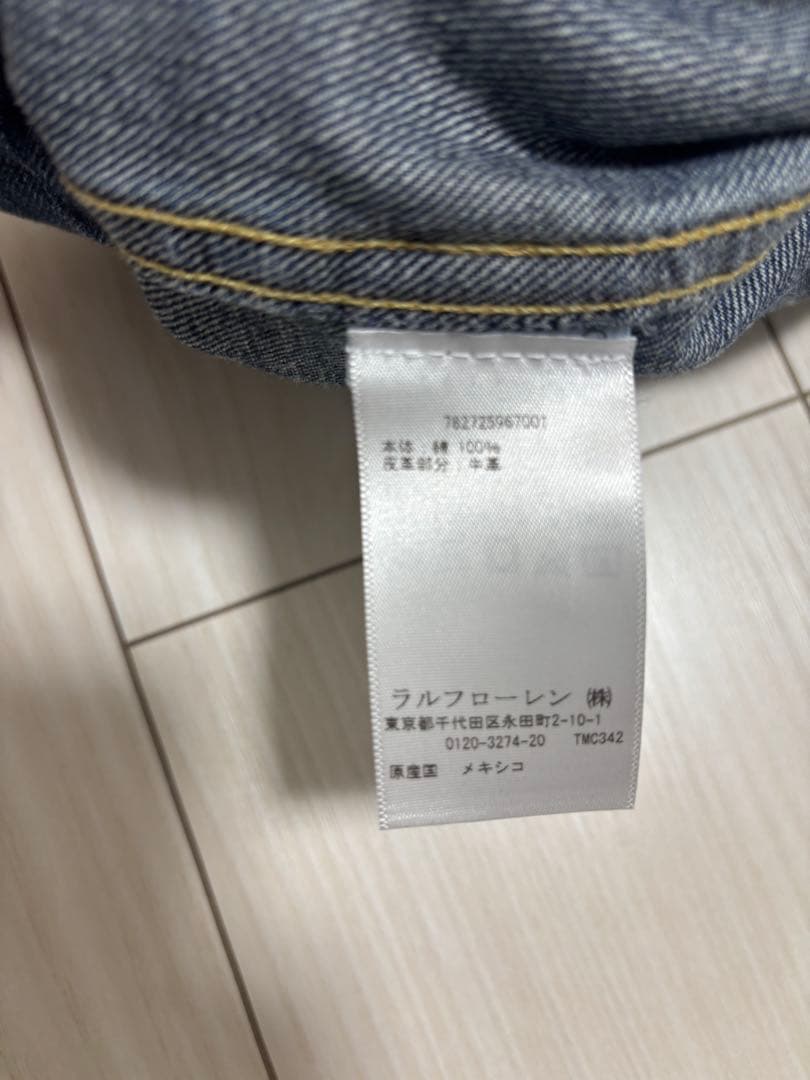 782725967001
本体 : 綿 100%
皮革部分 : 牛革
ラルフローレン ㈱
東京都千代田区永田町2-10-1
0120-3274-20 TMC342
原産国 メキシコ